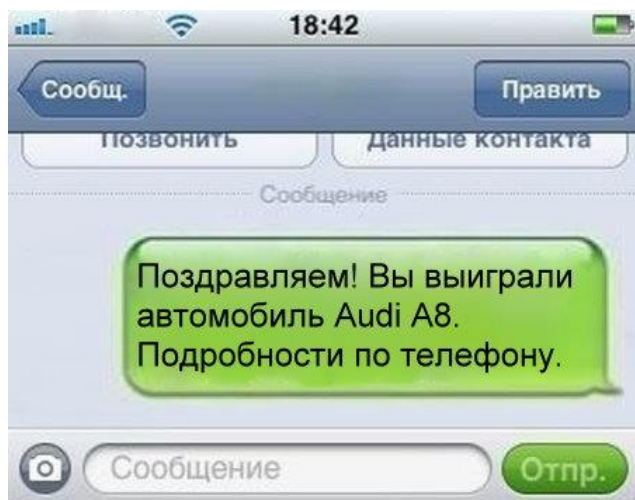 18:42
Сообщ.
Править
Позвонить
Данные контакта
Сообщение
Поздравляем! Вы выиграли
автомобиль Audi A8.
Подробности по телефону.
Сообщение
Отпр.